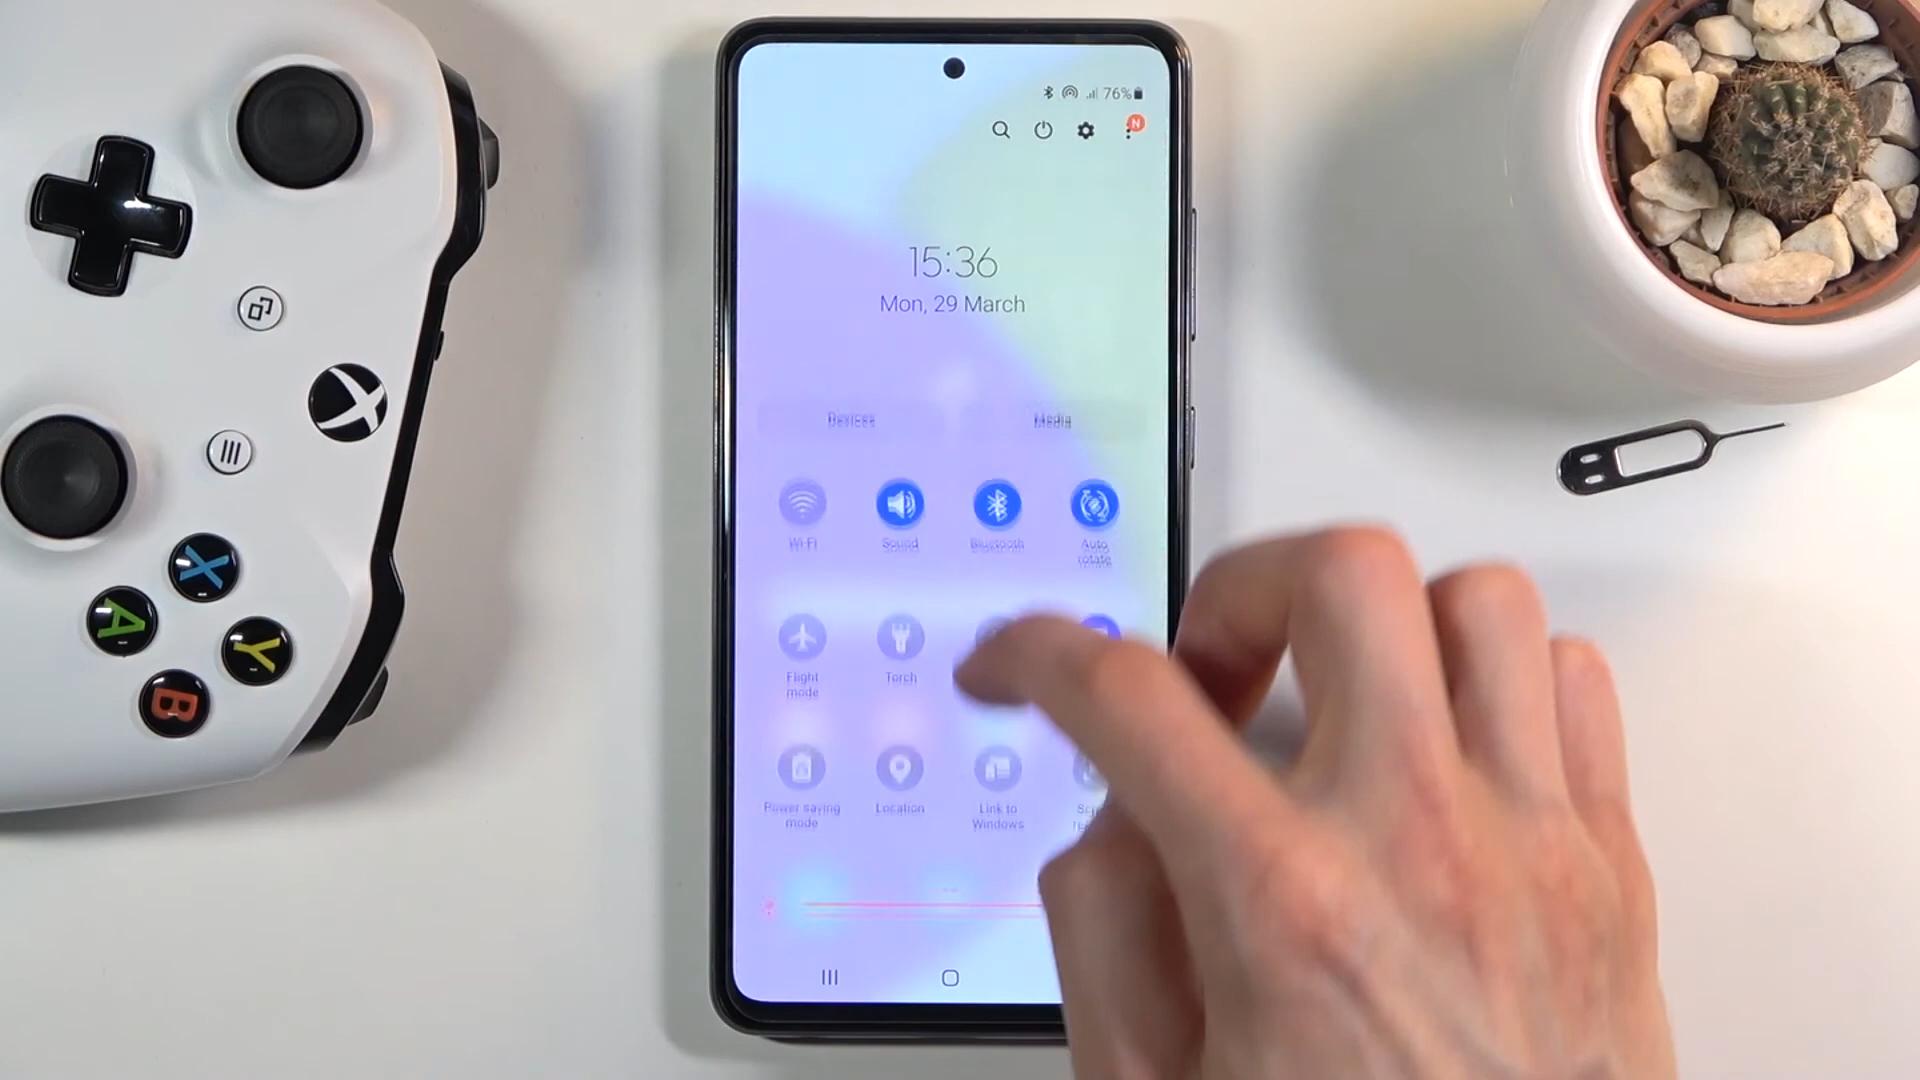 76%
N
15:36
Mon, 29 March
Devices
Media
Wi-Fi
Sound
Bluetooth
Auto
rotate
Flight
mode
Torch
Power saving
mode
Location
Link to
Windows
X
A
Y
B